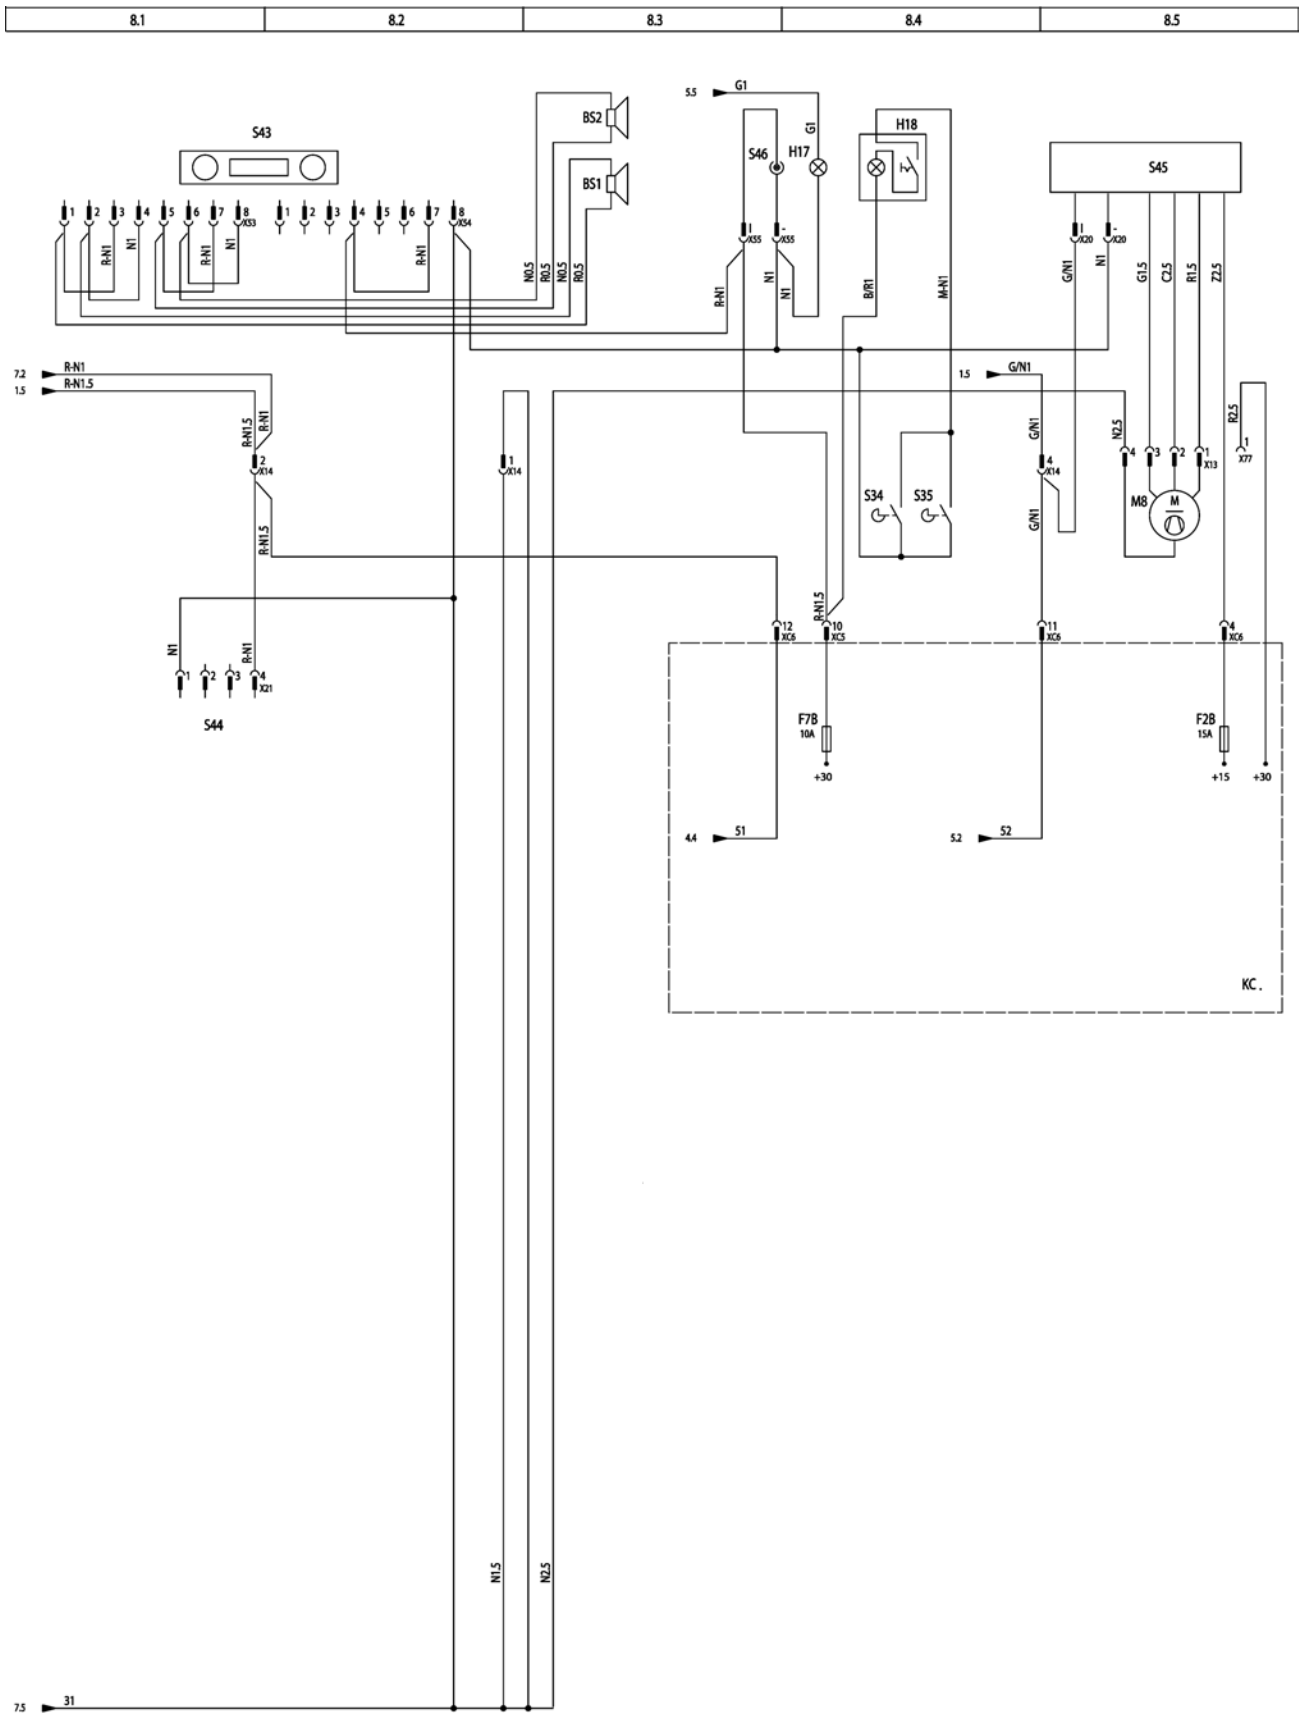 8.1 8.2 8.3 8.4 8.5
5.5 G1
BS2
S43
G1
H18
S46 H17
S45
BS1
1 2 3 4 5 6 7 8 X53 1 2 3 4 5 6 7 8 X54
I X55 - X55
I X20 - X20
R-N1 N1 R-N1 N1 R-N1
N0.5 R0.5 N0.5 R0.5
R-N1 N1 N1 B/R1 M-N1
G/N1 N1 G1.5 C2.5 R1.5 Z2.5
7.2 R-N1
1.5 R-N1.5
1.5 G/N1
R-N1.5 R-N1
G/N1 N2.5 R2.5
2 X14
1 X14
4 X14
4 3 2 1 X13
1 X77
S34 S35
M8 M
R-N1.5
G/N1
R-N1.5
12 XC6
10 XC5
11 XC6
4 XC6
N1 R-N1
1 2 3 4 X21
S44
F7B
10A
F2B
15A
+30
+15 +30
4.4 51
5.2 52
KC .
N1.5 N2.5
7.5 31